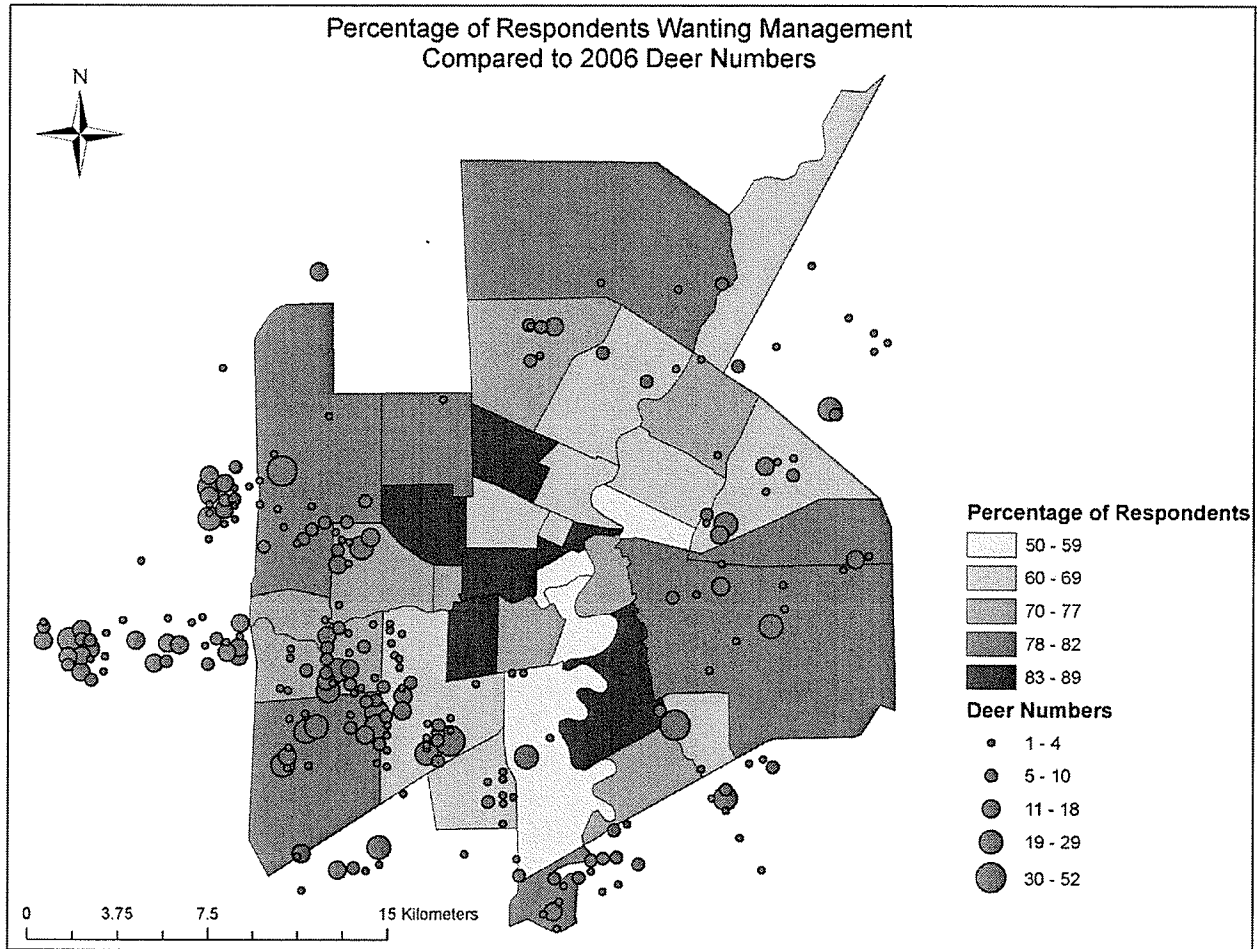 Percentage of Respondents Wanting Management
Compared to 2006 Deer Numbers
N
Percentage of Respondents
50 - 59
60 - 69
70 - 77
78 - 82
83 - 89
Deer Numbers
1 - 4
5 - 10
11 - 18
19 - 29
30 - 52
0 3.75 7.5 15 Kilometers